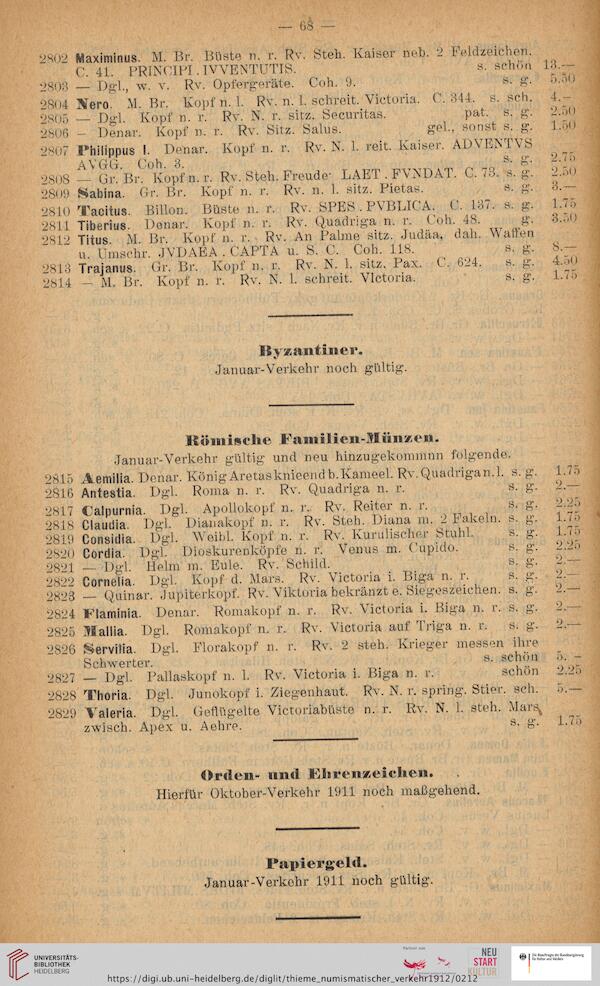 — 68 —
2802 Maximinus. M. Br. Büste n. r. Rv. Steh. Kaiser neb. 2 Feldzeichen.
C. 41. PRINCIPI . IVVENTUTIS. s. schön 13.—
2803 — Dgl., w. v. Rv. Opfergeräte. Coh. 9. s. g. 5.50
2804 Nero. M. Br. Kopf n. l. Rv. n. l. schreit. Victoria. C. 344. s. sch. 4.—
2805 — Dgl. Kopf n. r. Rv. N. r. sitz. Securitas. pat. s. g. 2.50
2806 — Denar. Kopf n. r. Rv. Sitz. Salus. gel., sonst s. g. 1.50
2807 Philippus I. Denar. Kopf n. r. Rv. N. l. reit. Kaiser. ADVENTVS
AVGG. Coh. 3. s. g. 2.75
2808 — Gr. Br. Kopf n. r. Rv. Steh. Freude LAET . FVNDAT. C. 73. s. g. 2.50
2809 Sabina. Gr. Br. Kopf n. r. Rv. n. l. sitz. Pietas. s. g. 3.—
2810 Tacitus. Billon. Büste n. r. Rv. SPES . PVBLICA. C. 137. s. g. 1.75
2811 Tiberius. Denar. Kopf n. r. Rv. Quadriga n. r. Coh. 48. g. 3.50
2812 Titus. M. Br. Kopf n. r. Rv. An Palme sitz. Judäa, dah. Waffen
u. Umschr. JVDAEA . CAPTA u. S. C. Coh. 118. s. g. 8.—
2813 Trajanus. Gr. Br. Kopf n. r. Rv. N. l. sitz. Pax. C. 624. s. g. 4.50
2814 — M. Br. Kopf n. r. Rv. N. l. schreit. Victoria. s. g. 1.75
Byzantiner.
Januar-Verkehr noch gültig.
Römische Familien-Münzen.
Januar-Verkehr gültig und neu hinzugekommnn folgende.
2815 Aemilia. Denar. König Aretas knieend b. Kameel. Rv. Quadriga n. l. s. g. 1.75
2816 Antestia. Dgl. Roma n. r. Rv. Quadriga n. r. s. g. 2.—
2817 Calpurnia. Dgl. Apollokopf n. r. Rv. Reiter n. r. s. g. 2.25
2818 Claudia. Dgl. Dianakopf n. r. Rv. Steh. Diana m. 2 Fakeln. s. g. 1.75
2819 Considia. Dgl. Weibl. Kopf n. r. Rv. Kurulischer Stuhl. s. g. 1.75
2820 Cordia. Dgl. Dioskurenköpfe n. r. Venus m. Cupido. s. g. 2.25
2821 — Dgl. Helm m. Eule. Rv. Schild. s. g. 2.—
2822 Cornelia. Dgl. Kopf d. Mars. Rv. Victoria i. Biga n. r. s. g. 2.—
2823 — Quinar. Jupiterkopf. Rv. Viktoria bekränzt e. Siegeszeichen. s. g. 2.—
2824 Flaminia. Denar. Romakopf n. r. Rv. Victoria i. Biga n. r. s. g. 2.—
2825 Mallia. Dgl. Romakopf n. r. Rv. Victoria auf Triga n. r. s. g. 2.—
2826 Servilia. Dgl. Florakopf n. r. Rv. 2 steh. Krieger messen ihre
Schwerter. s. schön 5.—
2827 — Dgl. Pallaskopf n. l. Rv. Victoria i. Biga n. r. schön 2.25
2828 Thoria. Dgl. Junokopf i. Ziegenhaut. Rv. N. r. spring. Stier. sch. 5.—
2829 Valeria. Dgl. Geflügelte Victoriabüste n. r. Rv. N. l. steh. Mars
zwisch. Apex u. Aehre. s. g. 1.75
Orden- und Ehrenzeichen.
Hierfür Oktober-Verkehr 1911 noch maßgehend.
Papiergeld.
Januar-Verkehr 1911 noch gültig.
UNIVERSITÄTS-
BIBLIOTHEK
HEIDELBERG
https://digi.ub.uni-heidelberg.de/diglit/thieme_numismatischer_verkehr1912/0212
Partner von
NEU
START
KULTUR